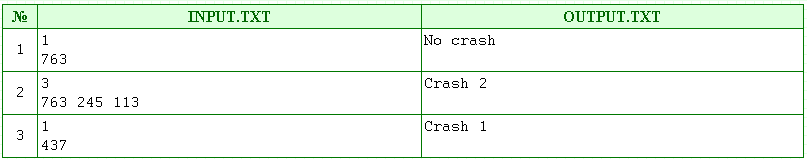 № INPUT.TXT OUTPUT.TXT
1 1 No crash
763
2 3 Crash 2
763 245 113
3 1 Crash 1
437